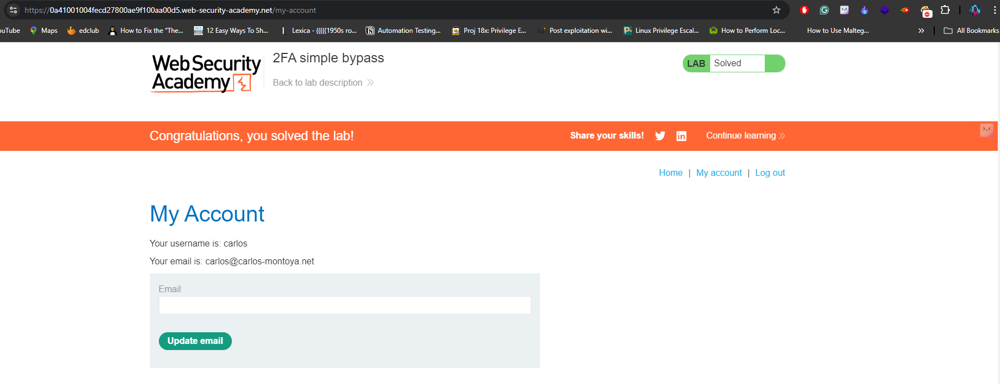 https://0a41001004fecd27800ae9f100aa00d5.web-security-academy.net/my-account
ouTube Maps edclub How to Fix the “The... 12 Easy Ways To Sh... Lexica - (((((1950s ro... Automation Testing... Proj 18x: Privilege E... Post exploitation wi... Linux Privilege Escal... How to Perform Loc... How to Use Malteg... » All Bookmarks
Web Security
Academy
2FA simple bypass
Back to lab description
LAB Solved
Congratulations, you solved the lab!
Share your skills!
Continue learning
Home | My account | Log out
My Account
Your username is: carlos
Your email is: carlos@carlos-montoya.net
Email
Update email